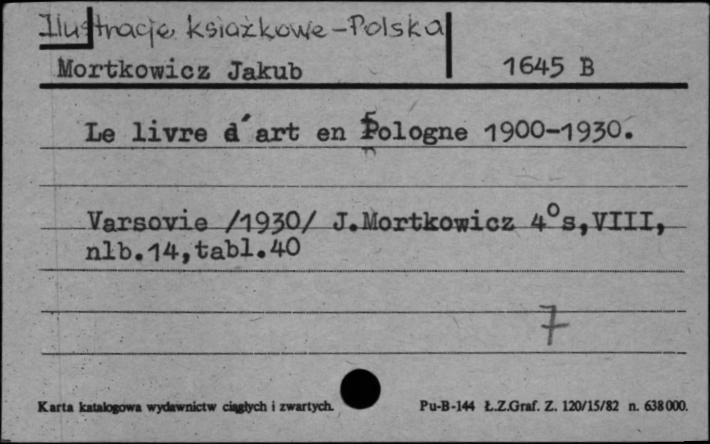 Ilustracje książkowe-Polska
Mortkowicz Jakub 1645 B
Le livre d'art en Pologne 1900-1930.
Varsovie /1930/ J.Mortkowicz 4°s,VIII,
nlb.14,tabl.40
7
Karta katalogowa wydawnictw ciągłych i zwartych. Pu-B-144 Ł.Z.Graf. Z. 120/15/82 n. 638000.